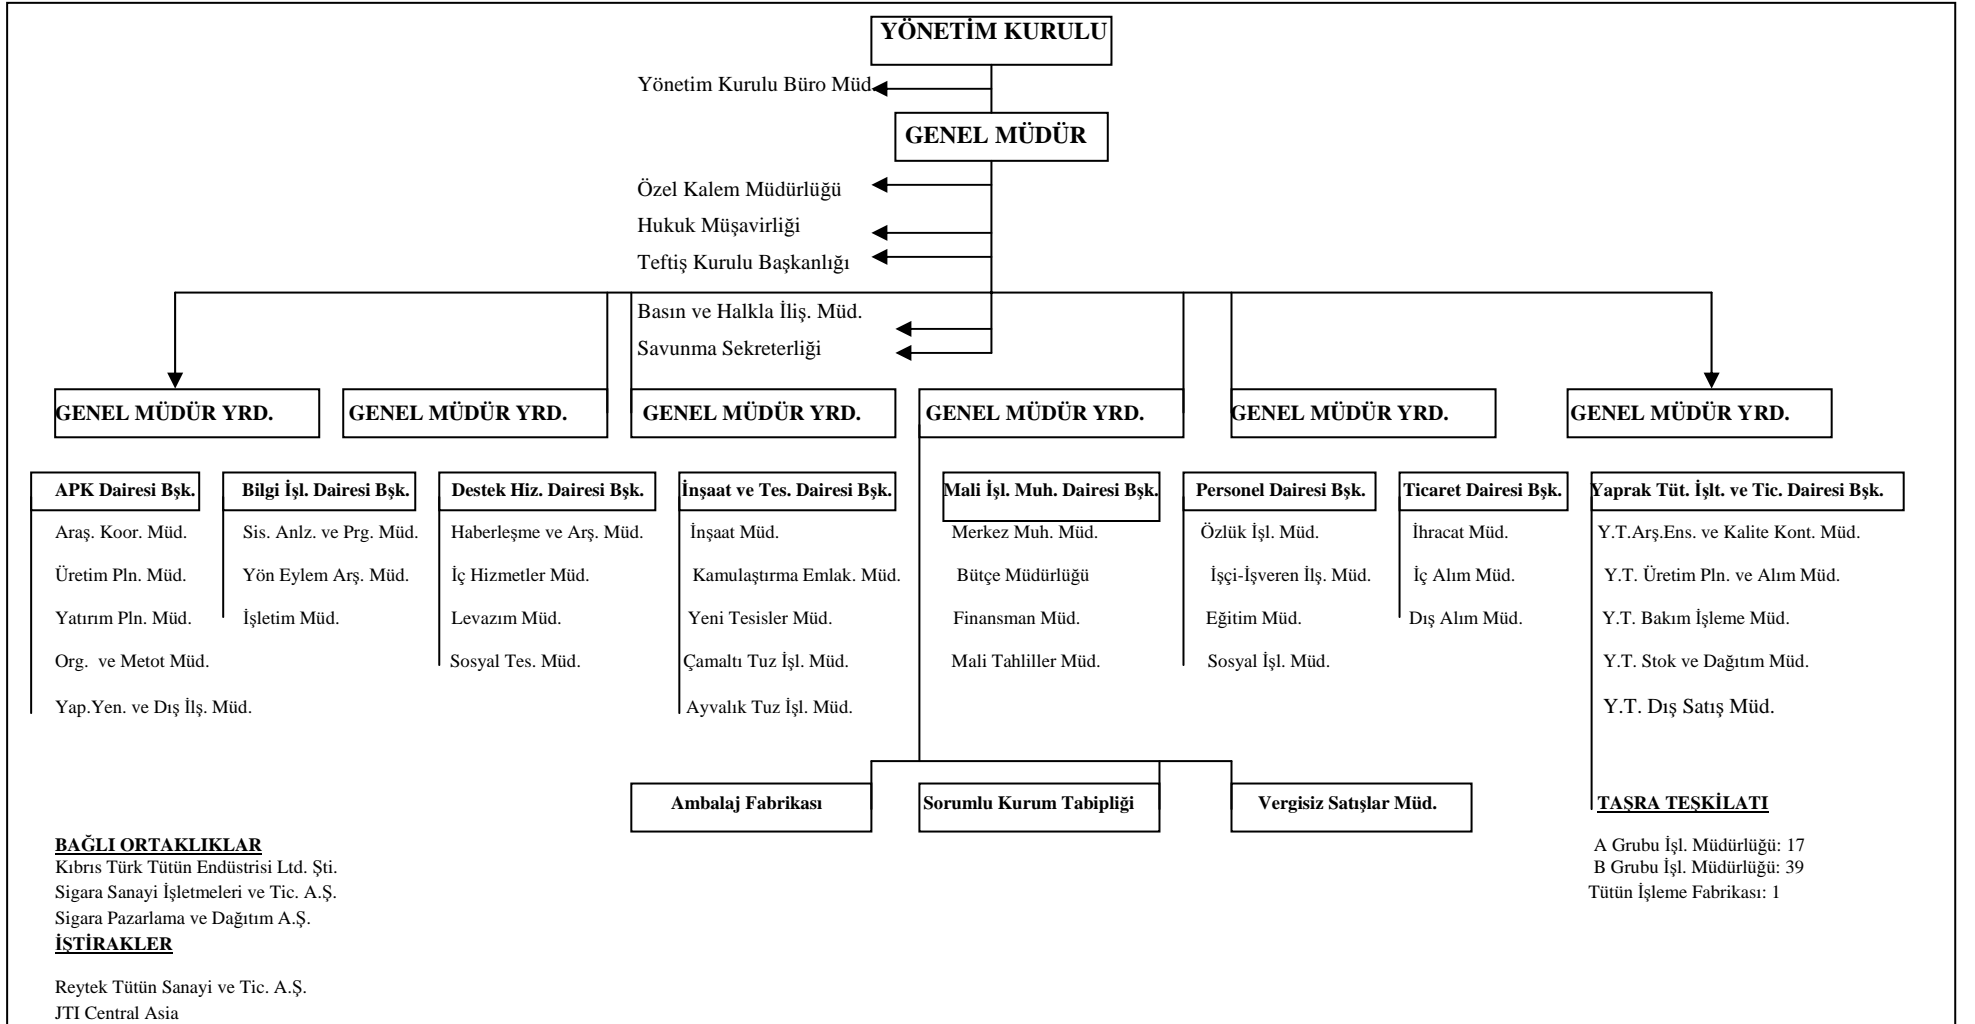 YÖNETİM KURULU
Yönetim Kurulu Büro Müd.
GENEL MÜDÜR
Özel Kalem Müdürlüğü
Hukuk Müşavirliği
Teftiş Kurulu Başkanlığı
Basın ve Halkla İliş. Müd.
Savunma Sekreterliği
GENEL MÜDÜR YRD.
GENEL MÜDÜR YRD.
GENEL MÜDÜR YRD.
GENEL MÜDÜR YRD.
GENEL MÜDÜR YRD.
GENEL MÜDÜR YRD.
APK Dairesi Bşk.
Araş. Koor. Müd.
Üretim Pln. Müd.
Yatırım Pln. Müd.
Org. ve Metot Müd.
Yap.Yen. ve Dış İlş. Müd.
Bilgi İşl. Dairesi Bşk.
Sis. Anlz. ve Prg. Müd.
Yön Eylem Arş. Müd.
İşletim Müd.
Destek Hiz. Dairesi Bşk.
Haberleşme ve Arş. Müd.
İç Hizmetler Müd.
Levazım Müd.
Sosyal Tes. Müd.
İnşaat ve Tes. Dairesi Bşk.
İnşaat Müd.
Kamulaştırma Emlak. Müd.
Yeni Tesisler Müd.
Çamaltı Tuz İşl. Müd.
Ayvalık Tuz İşl. Müd.
Mali İşl. Muh. Dairesi Bşk.
Merkez Muh. Müd.
Bütçe Müdürlüğü
Finansman Müd.
Mali Tahliller Müd.
Personel Dairesi Bşk.
Özlük İşl. Müd.
İşçi-İşveren İlş. Müd.
Eğitim Müd.
Sosyal İşl. Müd.
Ticaret Dairesi Bşk.
İhracat Müd.
İç Alım Müd.
Dış Alım Müd.
Yaprak Tüt. İşlt. ve Tic. Dairesi Bşk.
Y.T.Arş.Ens. ve Kalite Kont. Müd.
Y.T. Üretim Pln. ve Alım Müd.
Y.T. Bakım İşleme Müd.
Y.T. Stok ve Dağıtım Müd.
Y.T. Dış Satış Müd.
Ambalaj Fabrikası
Sorumlu Kurum Tabipliği
Vergisiz Satışlar Müd.
TAŞRA TEŞKİLATI
A Grubu İşl. Müdürlüğü: 17
B Grubu İşl. Müdürlüğü: 39
Tütün İşleme Fabrikası: 1
BAĞLI ORTAKLIKLAR
Kıbrıs Türk Tütün Endüstrisi Ltd. Şti.
Sigara Sanayi İşletmeleri ve Tic. A.Ş.
Sigara Pazarlama ve Dağıtım A.Ş.
İŞTİRAKLER
Reytek Tütün Sanayi ve Tic. A.Ş.
JTI Central Asia